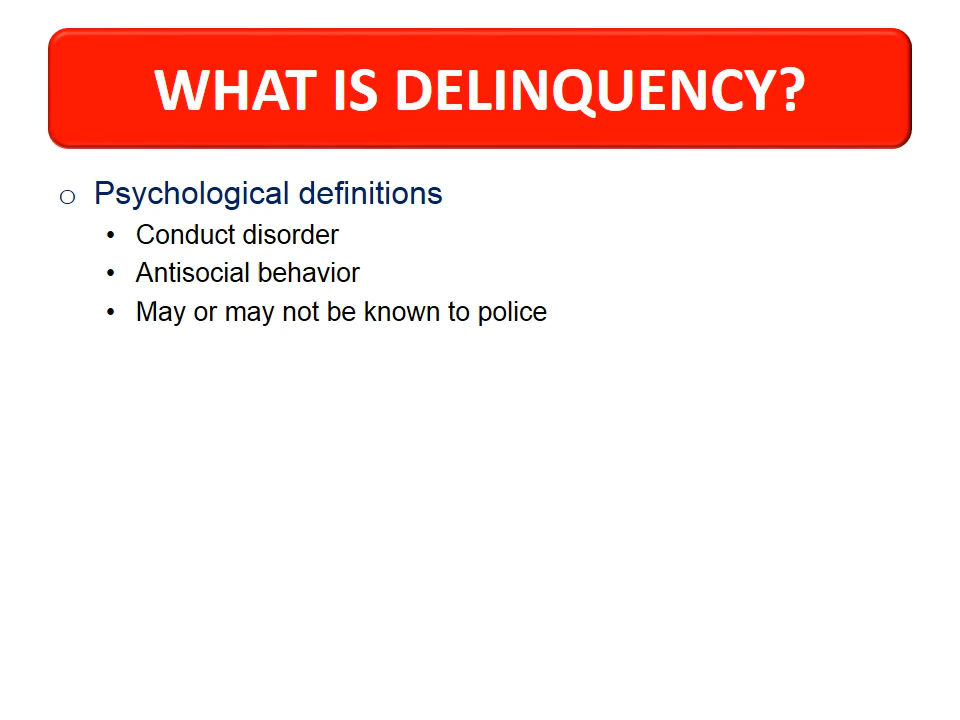 WHAT IS DELINQUENCY?
o Psychological definitions
• Conduct disorder
• Antisocial behavior
• May or may not be known to police